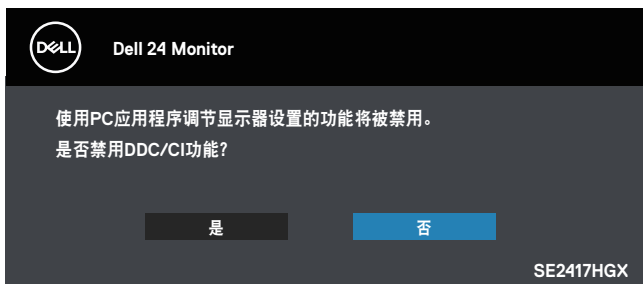 DELL
Dell 24 Monitor
使用PC应用程序调节显示器设置的功能将被禁用。
是否禁用DDC/CI功能?
是
否
SE2417HGX